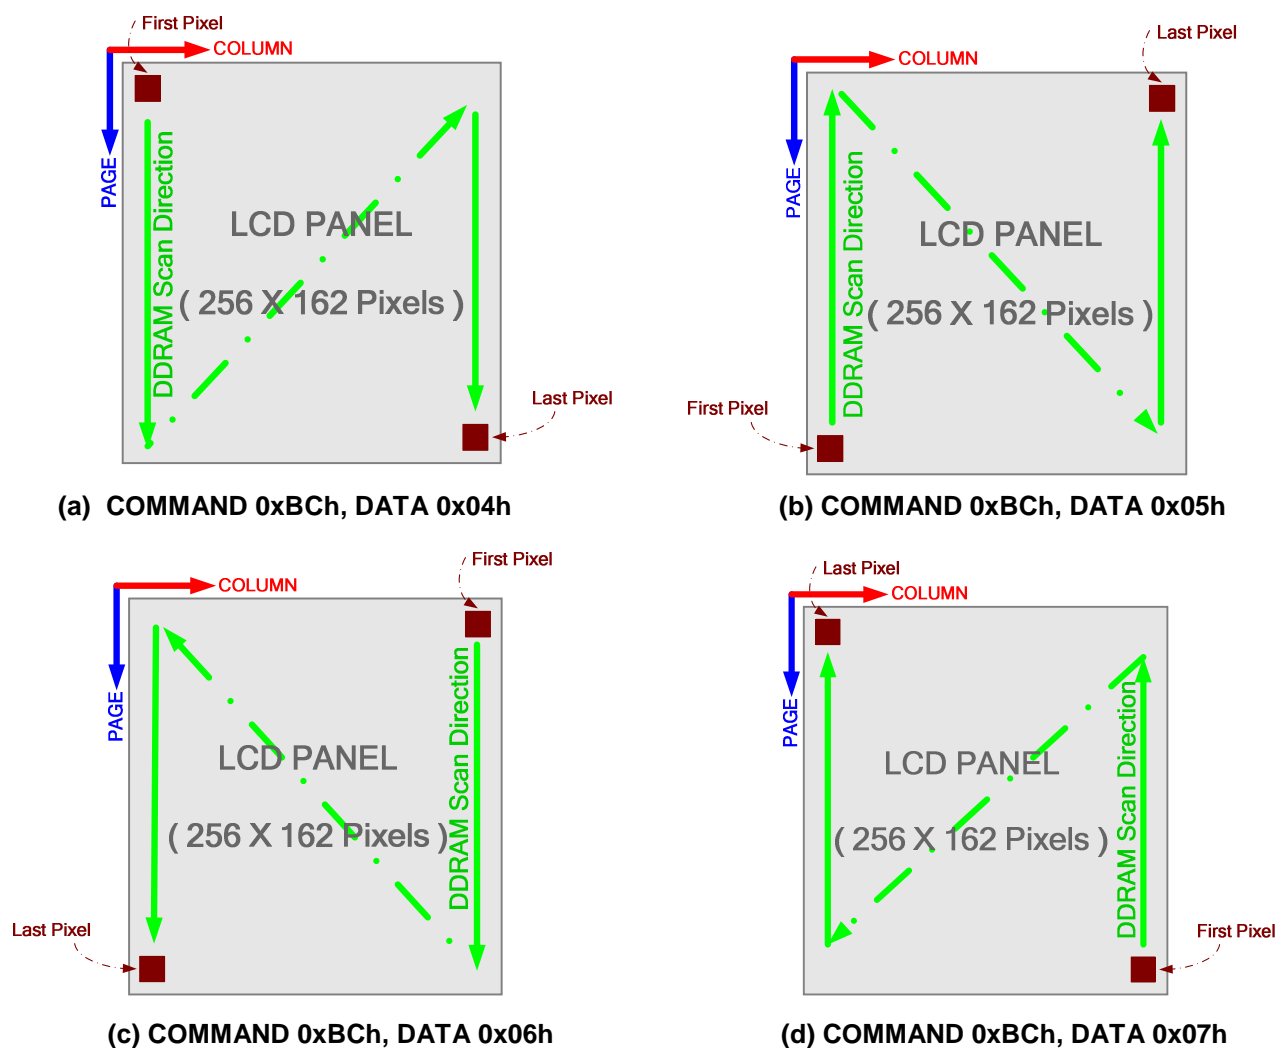 First Pixel
COLUMN
PAGE
DDRAM Scan Direction
LCD PANEL
( 256 X 162 Pixels )
Last Pixel
(a)  COMMAND 0xBCh, DATA 0x04h
Last Pixel
COLUMN
PAGE
DDRAM Scan Direction
LCD PANEL
( 256 X 162 Pixels )
First Pixel
(b) COMMAND 0xBCh, DATA 0x05h
First Pixel
COLUMN
PAGE
DDRAM Scan Direction
LCD PANEL
( 256 X 162 Pixels )
Last Pixel
(c) COMMAND 0xBCh, DATA 0x06h
Last Pixel
COLUMN
PAGE
DDRAM Scan Direction
LCD PANEL
( 256 X 162 Pixels )
First Pixel
(d) COMMAND 0xBCh, DATA 0x07h